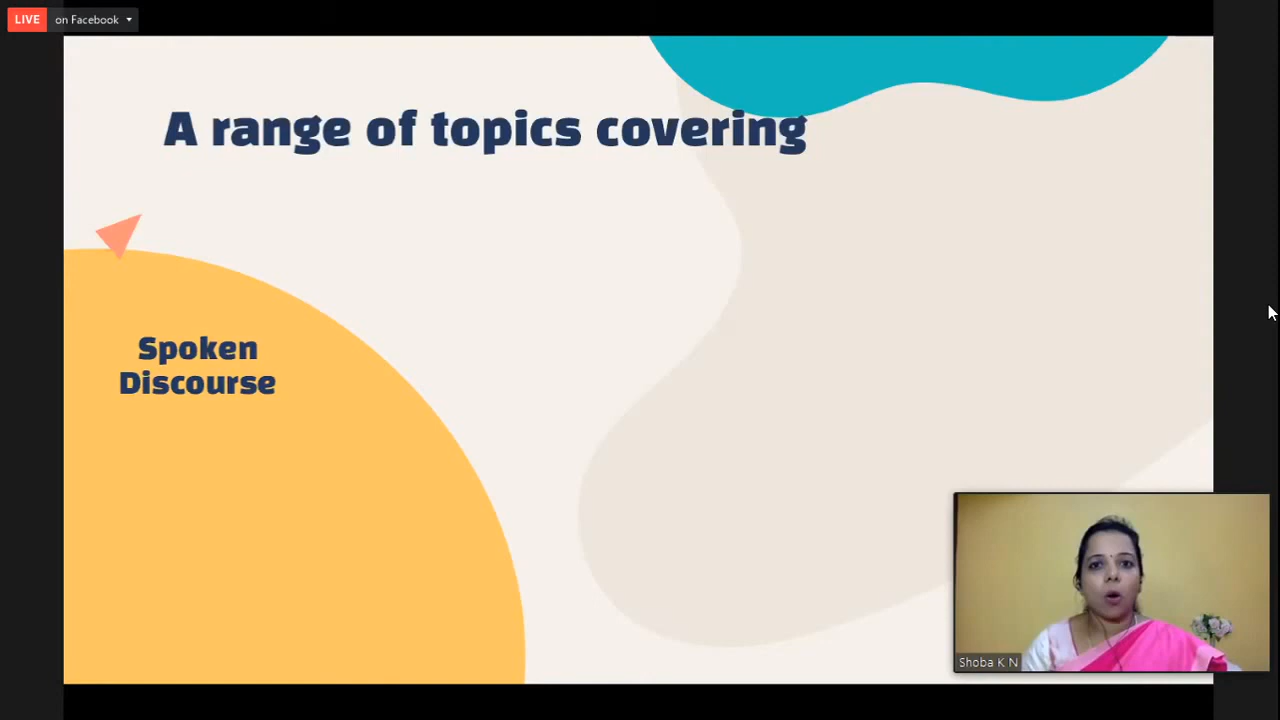 LIVE on Facebook
A range of topics covering
Spoken
Discourse
Shoba K N